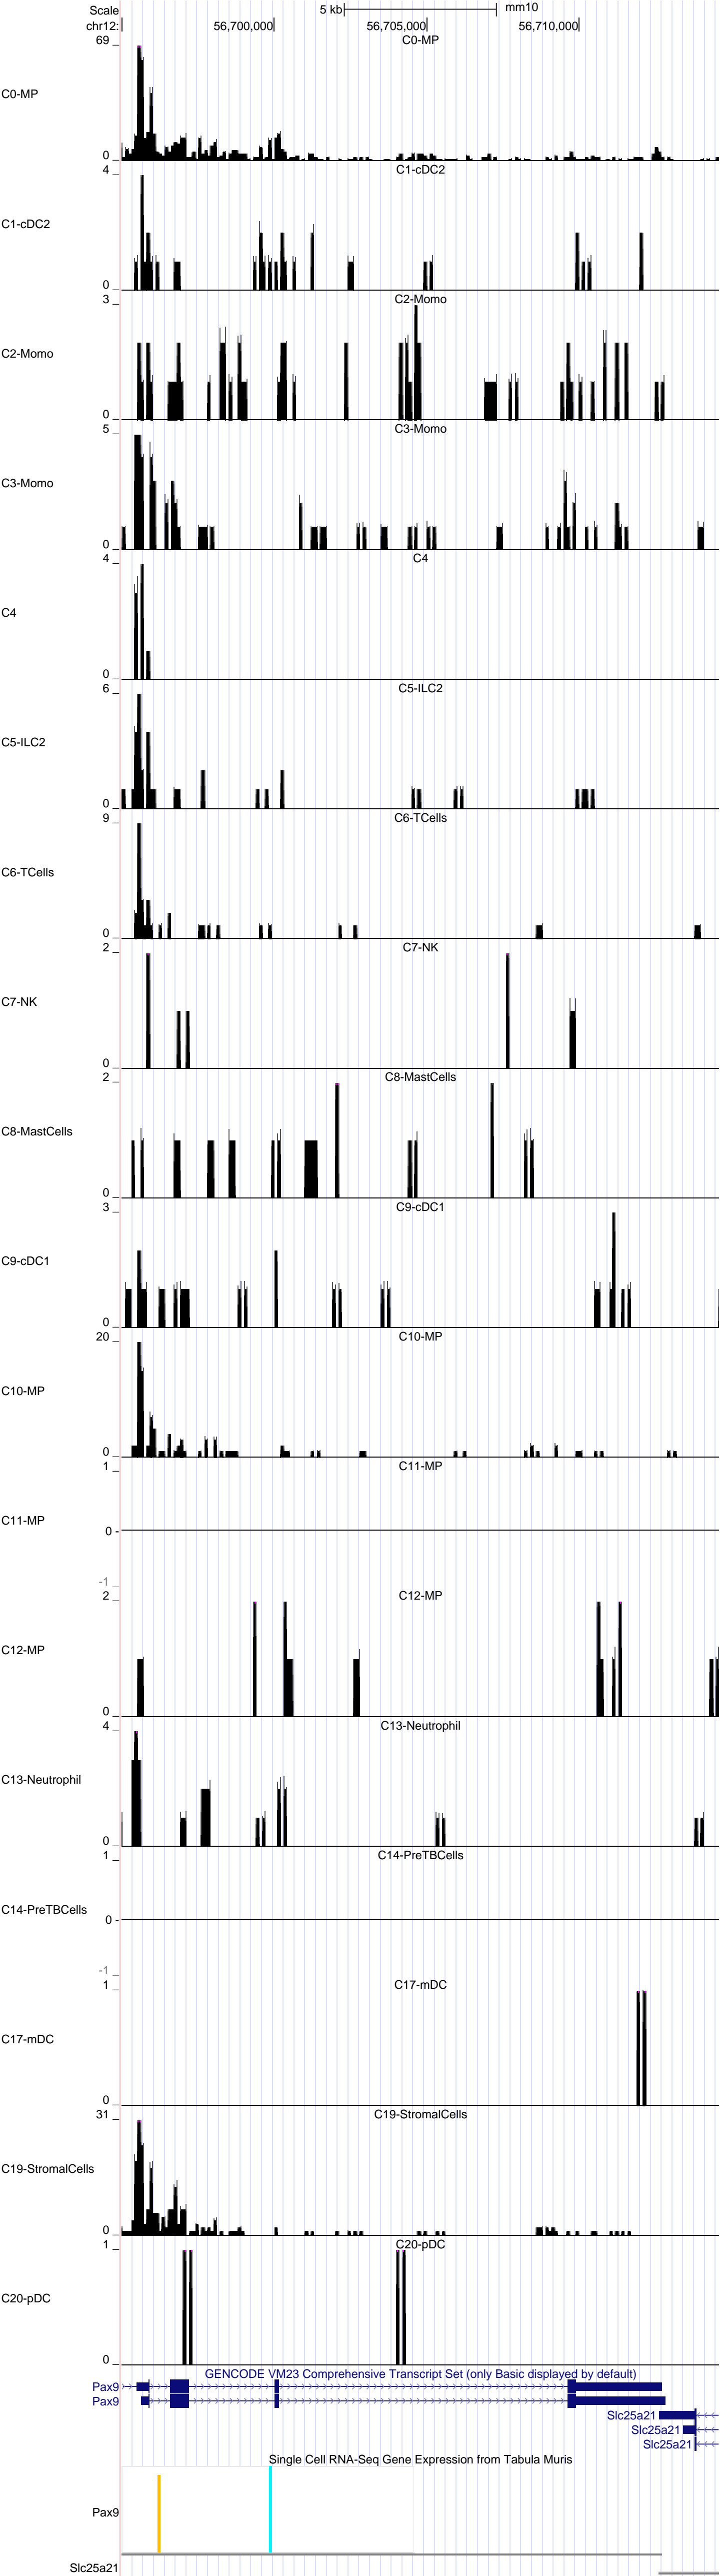 Scale 5 kb mm10
chr12: 56,700,000 56,705,000 56,710,000
69 _ C0-MP
C0-MP
0 _
C1-cDC2
4 _
C1-cDC2
0 _
C2-Momo
3 _
C2-Momo
0 _
C3-Momo
5 _
C3-Momo
0 _
C4
4 _
C4
0 _
C5-ILC2
6 _
C5-ILC2
0 _
C6-TCells
9 _
C6-TCells
0 _
C7-NK
2 _
C7-NK
0 _
C8-MastCells
2 _
C8-MastCells
0 _
C9-cDC1
3 _
C9-cDC1
0 _
C10-MP
20 _
C10-MP
0 _
C11-MP
1 _
C11-MP
0 -
-1 _
C12-MP
2 _
C12-MP
0 _
C13-Neutrophil
4 _
C13-Neutrophil
0 _
C14-PreTBCells
1 _
C14-PreTBCells
0 -
-1 _
C17-mDC
1 _
C17-mDC
0 _
C19-StromalCells
31 _
C19-StromalCells
0 _
C20-pDC
1 _
C20-pDC
0 _
GENCODE VM23 Comprehensive Transcript Set (only Basic displayed by default)
Pax9
Pax9
Slc25a21
Slc25a21
Slc25a21
Single Cell RNA-Seq Gene Expression from Tabula Muris
Pax9
Slc25a21